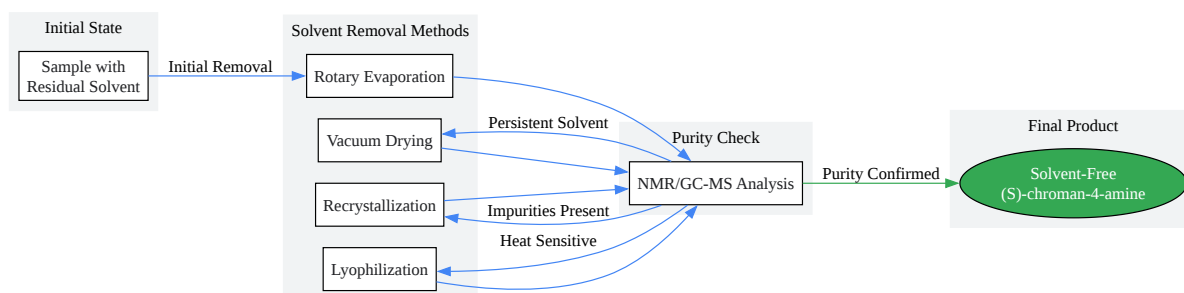 Initial State
Sample with
Residual Solvent
Initial Removal
Solvent Removal Methods
Rotary Evaporation
Vacuum Drying
Recrystallization
Lyophilization
Persistent Solvent
Impurities Present
Heat Sensitive
Purity Check
NMR/GC-MS Analysis
Purity Confirmed
Final Product
Solvent-Free
(S)-chroman-4-amine